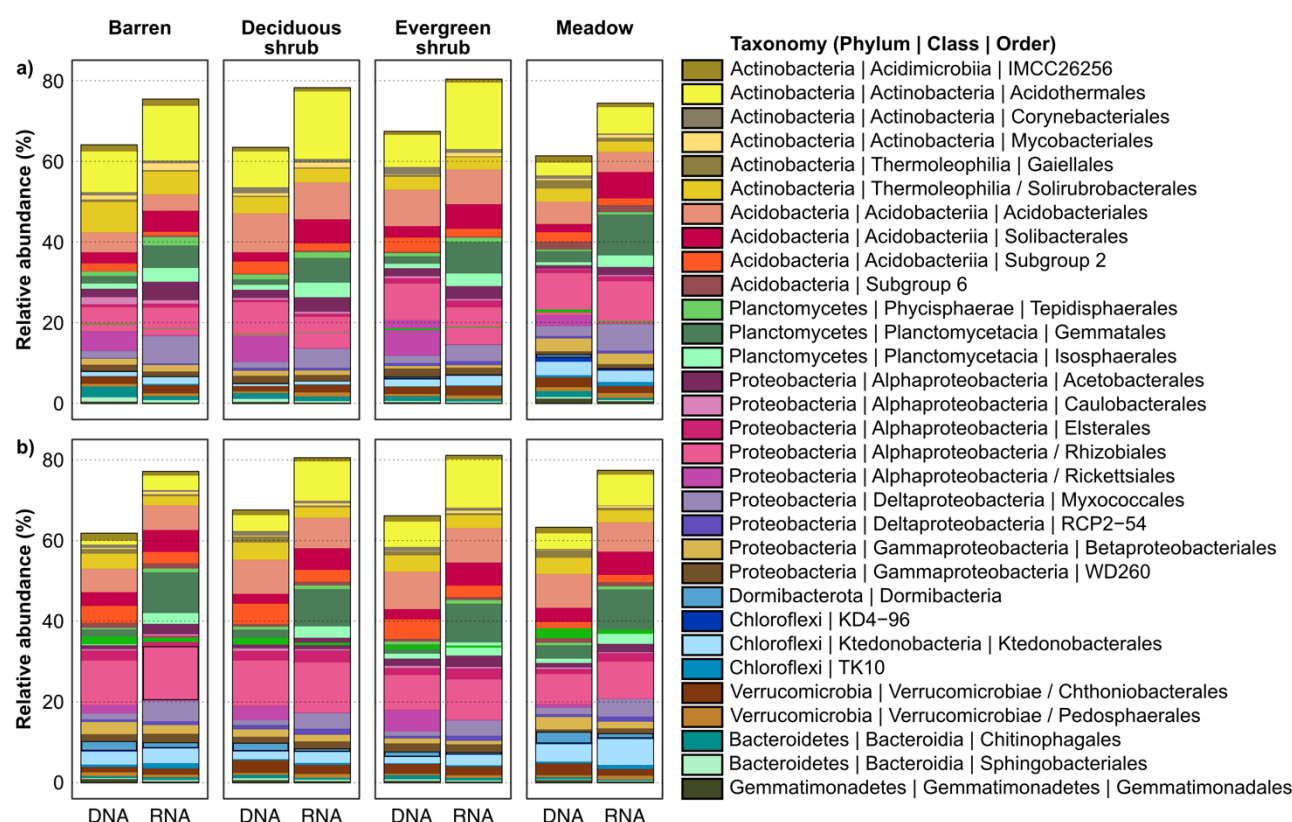 Barren
Deciduous
shrub
Evergreen
shrub
Meadow
a)
Relative abundance (%)
80
60
40
20
0
b)
Relative abundance (%)
80
60
40
20
0
DNA RNA
DNA RNA
DNA RNA
DNA RNA
Taxonomy (Phylum | Class | Order)
Actinobacteria | Acidimicrobiia | IMCC26256
Actinobacteria | Actinobacteria | Acidothermales
Actinobacteria | Actinobacteria | Corynebacteriales
Actinobacteria | Actinobacteria | Mycobacteriales
Actinobacteria | Thermoleophilia | Gaiellales
Actinobacteria | Thermoleophilia / Solirubrobacterales
Acidobacteria | Acidobacteriia | Acidobacteriales
Acidobacteria | Acidobacteriia | Solibacterales
Acidobacteria | Acidobacteriia | Subgroup 2
Acidobacteria | Subgroup 6
Planctomycetes | Phycisphaerae | Tepidisphaerales
Planctomycetes | Planctomycetacia | Gemmatales
Planctomycetes | Planctomycetacia | Isosphaerales
Proteobacteria | Alphaproteobacteria | Acetobacterales
Proteobacteria | Alphaproteobacteria | Caulobacterales
Proteobacteria | Alphaproteobacteria | Elsterales
Proteobacteria | Alphaproteobacteria / Rhizobiales
Proteobacteria | Alphaproteobacteria / Rickettsiales
Proteobacteria | Deltaproteobacteria | Myxococcales
Proteobacteria | Deltaproteobacteria | RCP2−54
Proteobacteria | Gammaproteobacteria | Betaproteobacteriales
Proteobacteria | Gammaproteobacteria | WD260
Dormibacterota | Dormibacteria
Chloroflexi | KD4−96
Chloroflexi | Ktedonobacteria | Ktedonobacterales
Chloroflexi | TK10
Verrucomicrobia | Verrucomicrobiae / Chthoniobacterales
Verrucomicrobia | Verrucomicrobiae / Pedosphaerales
Bacteroidetes | Bacteroidia | Chitinophagales
Bacteroidetes | Bacteroidia | Sphingobacteriales
Gemmatimonadetes | Gemmatimonadetes | Gemmatimonadales